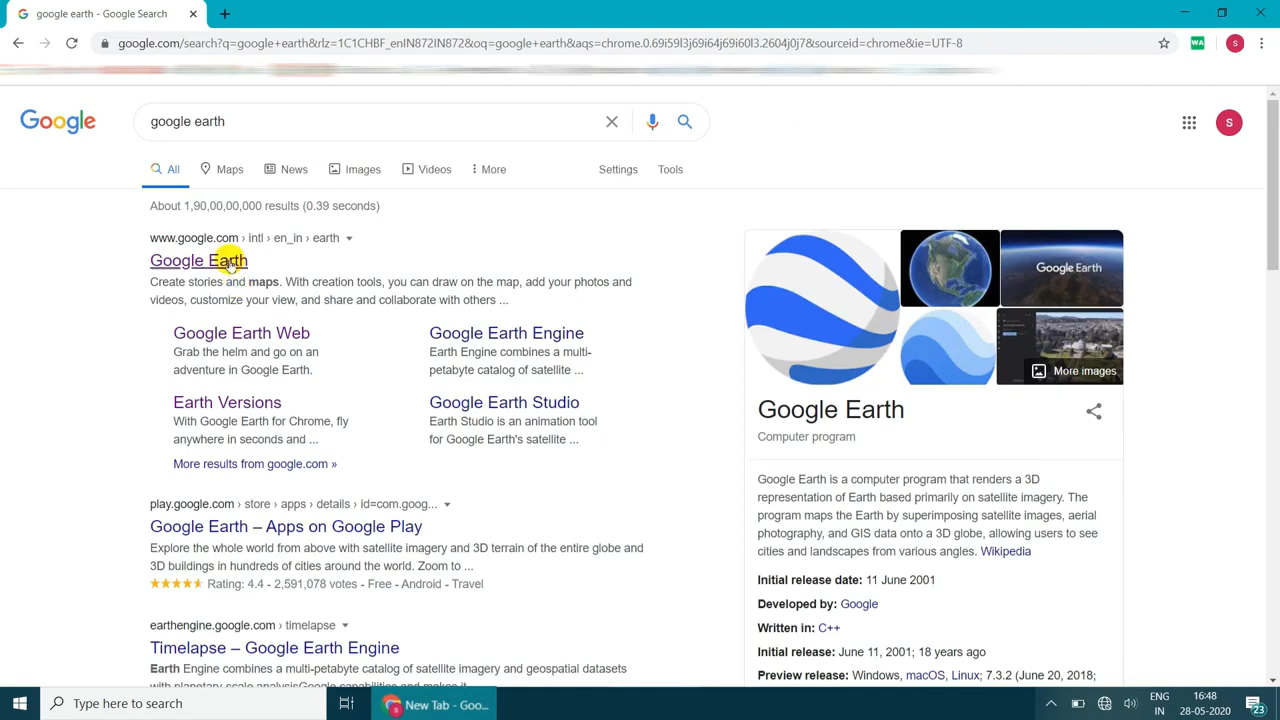 google earth - Google Search
google.com/search?q=google+earth&rlz=1C1CHBF_enIN872IN872&oq=google+earth&aqs=chrome.0.69i59l3j69i64j69i60l3.2604j0j7&sourceid=chrome&ie=UTF-8
WA
S
Google
google earth
S
All
Maps
News
Images
Videos
More
Settings
Tools
About 1,90,00,00,000 results (0.39 seconds)
www.google.com › intl › en_in › earth
Google Earth
Create stories and maps. With creation tools, you can draw on the map, add your photos and
videos, customize your view, and share and collaborate with others ...
Google Earth Web
Grab the helm and go on an
adventure in Google Earth.
Google Earth Engine
Earth Engine combines a multi-
petabyte catalog of satellite ...
Earth Versions
With Google Earth for Chrome, fly
anywhere in seconds and ...
Google Earth Studio
Earth Studio is an animation tool
for Google Earth's satellite ...
More results from google.com »
play.google.com › store › apps › details › id=com.goog...
Google Earth – Apps on Google Play
Explore the whole world from above with satellite imagery and 3D terrain of the entire globe and
3D buildings in hundreds of cities around the world. Zoom to ...
Rating: 4.4 - 2,591,078 votes - Free - Android - Travel
earthengine.google.com › timelapse
Timelapse – Google Earth Engine
Earth Engine combines a multi-petabyte catalog of satellite imagery and geospatial datasets
with planetary-scale analysisGoogle capabilities and makes it
Google Earth
More images
Google Earth
Computer program
Google Earth is a computer program that renders a 3D
representation of Earth based primarily on satellite imagery. The
program maps the Earth by superimposing satellite images, aerial
photography, and GIS data onto a 3D globe, allowing users to see
cities and landscapes from various angles. Wikipedia
Initial release date: 11 June 2001
Developed by: Google
Written in: C++
Initial release: June 11, 2001; 18 years ago
Preview release: Windows, macOS, Linux; 7.3.2 (June 20, 2018;
Type here to search
S
New Tab - Goo...
ENG
IN
16:48
28-05-2020
23